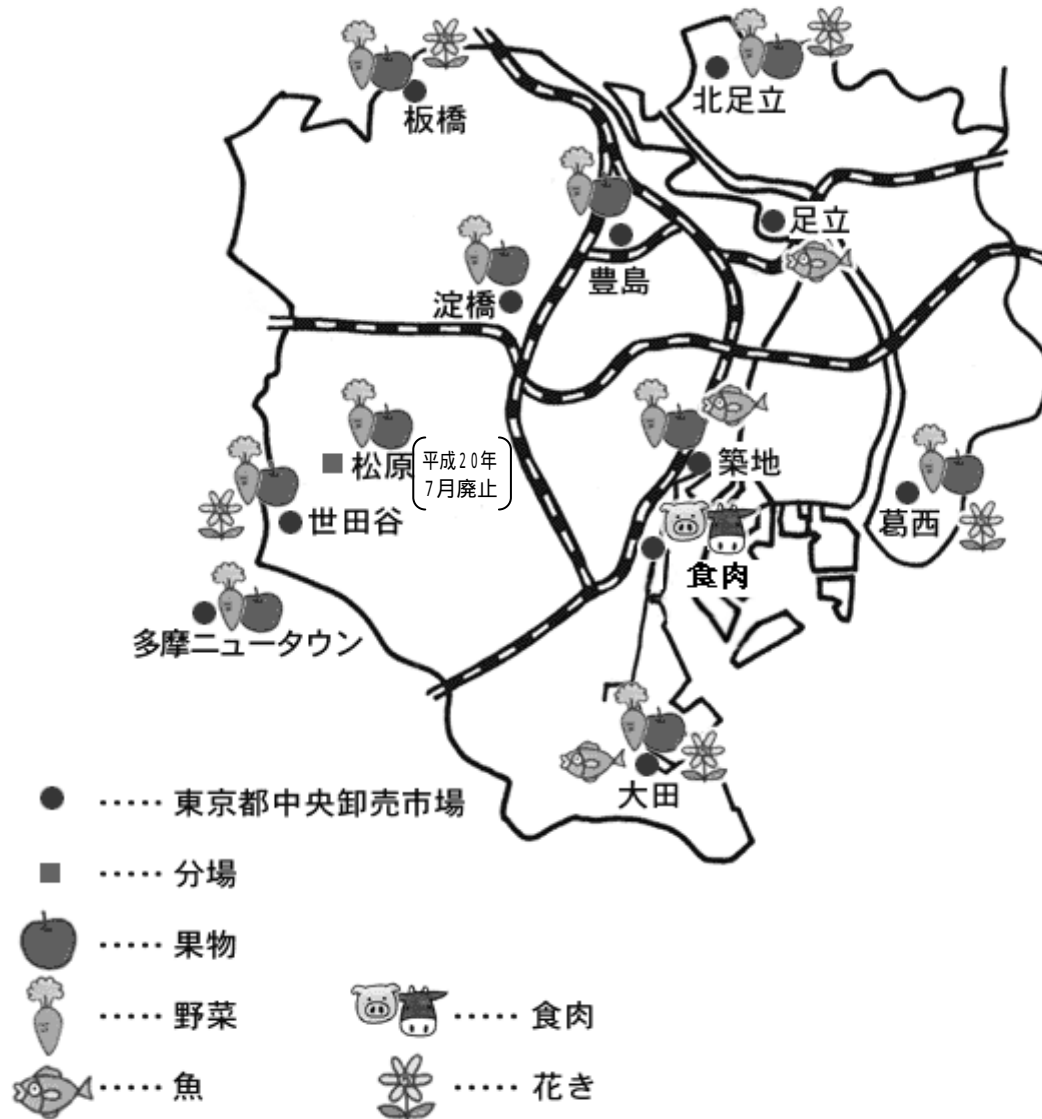 板橋
北足立
足立
豊島
淀橋
松原
平成20年
7月廃止
築地
葛西
世田谷
食肉
多摩ニュータウン
大田
‥‥‥東京都中央卸売市場
‥‥‥分場
‥‥‥果物
‥‥‥野菜
‥‥‥食肉
‥‥‥魚
‥‥‥花き